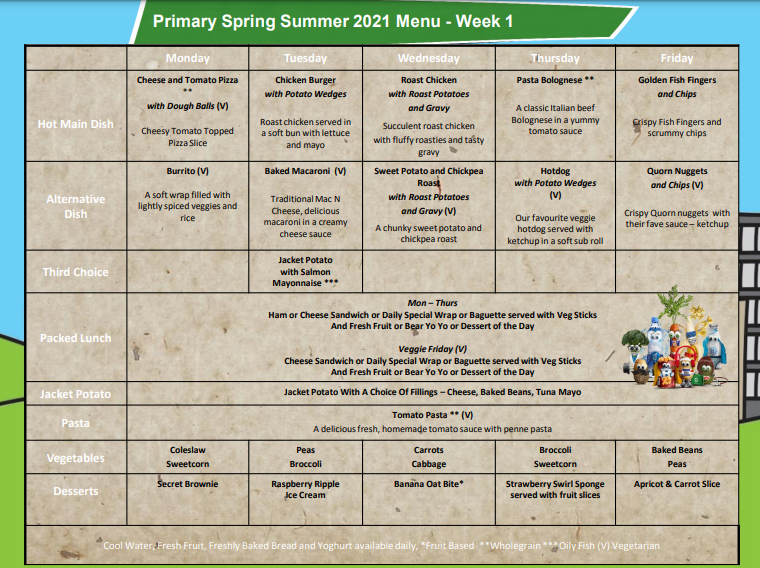 Primary Spring Summer 2021 Menu - Week 1
Monday
Tuesday
Wednesday
Thursday
Friday
Hot Main Dish
Cheese and Tomato Pizza
**
with Dough Balls (V)
Cheesy Tomato Topped
Pizza Slice
Chicken Burger
with Potato Wedges
Roast chicken served in
a soft bun with lettuce
and mayo
Roast Chicken
with Roast Potatoes
and Gravy
Succulent roast chicken
with fluffy roasties and tasty
gravy
Pasta Bolognese **
A classic Italian beef
Bolognese in a yummy
tomato sauce
Golden Fish Fingers
and Chips
Crispy Fish Fingers and
scrummy chips
Alternative
Dish
Burrito (V)
A soft wrap filled with
lightly spiced veggies and
rice
Baked Macaroni (V)
Traditional Mac N
Cheese, delicious
macaroni in a creamy
cheese sauce
Sweet Potato and Chickpea
Roast
with Roast Potatoes
and Gravy (V)
A chunky sweet potato and
chickpea roast
Hotdog
with Potato Wedges
(V)
Our favourite veggie
hotdog served with
ketchup in a soft sub roll
Quorn Nuggets
and Chips (V)
Crispy Quorn nuggets with
their fave sauce – ketchup
Third Choice
Jacket Potato
with Salmon
Mayonnaise ***
Packed Lunch
Mon – Thurs
Ham or Cheese Sandwich or Daily Special Wrap or Baguette served with Veg Sticks
And Fresh Fruit or Bear Yo Yo or Dessert of the Day
Veggie Friday (V)
Cheese Sandwich or Daily Special Wrap or Baguette served with Veg Sticks
And Fresh Fruit or Bear Yo Yo or Dessert of the Day
Jacket Potato
Jacket Potato With A Choice Of Fillings – Cheese, Baked Beans, Tuna Mayo
Pasta
Tomato Pasta ** (V)
A delicious fresh, homemade tomato sauce with penne pasta
Vegetables
Coleslaw
Sweetcorn
Peas
Broccoli
Carrots
Cabbage
Broccoli
Sweetcorn
Baked Beans
Peas
Desserts
Secret Brownie
Raspberry Ripple
Ice Cream
Banana Oat Bite*
Strawberry Swirl Sponge
served with fruit slices
Apricot & Carrot Slice
Cool Water, Fresh Fruit, Freshly Baked Bread and Yoghurt available daily, *Fruit Based **Wholegrain ***Oily Fish (V) Vegetarian